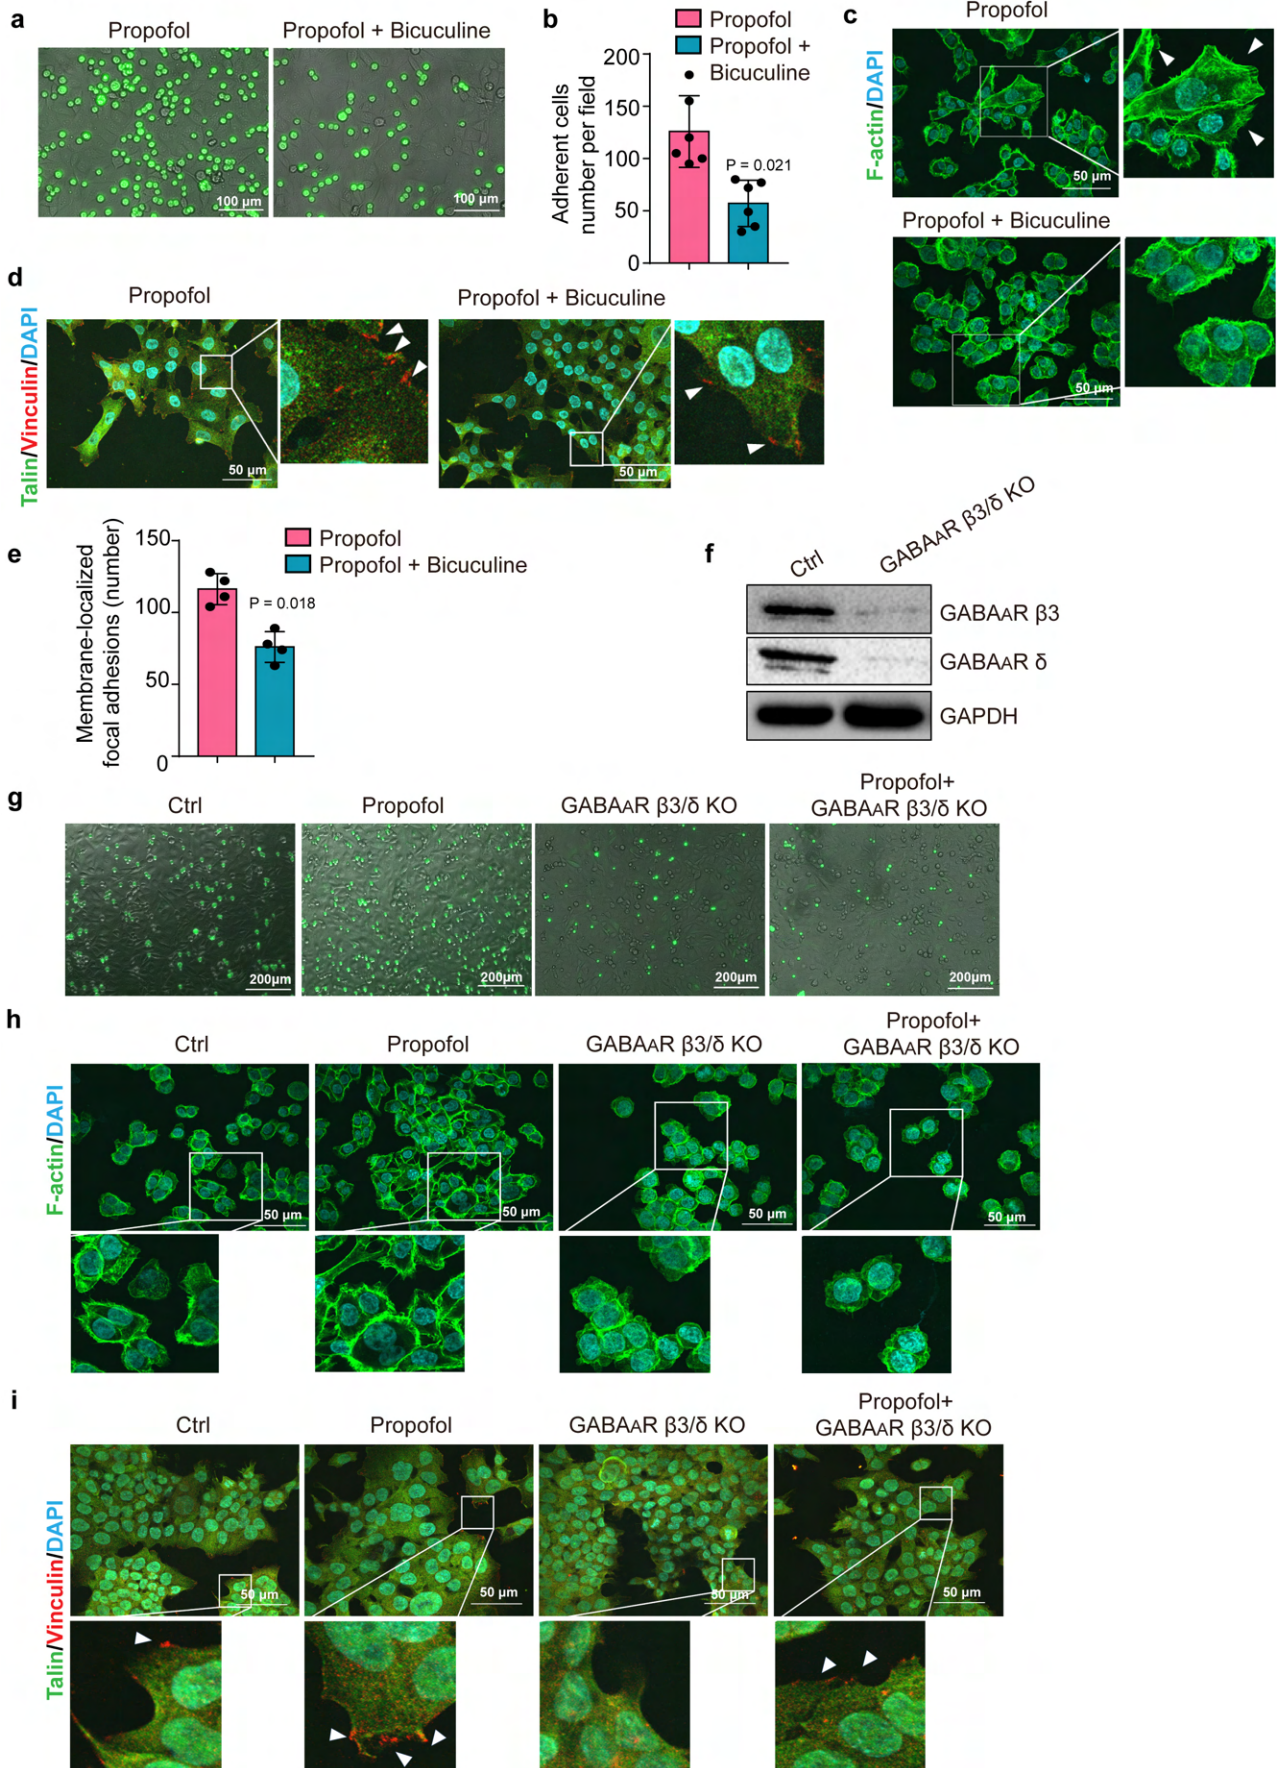 a
Propofol
Propofol + Bicuculine
100 µm
100 µm
b
Propofol
Propofol +
Bicuculine
Adherent cells
number per field
200
150
100
50
0
P = 0.021
c
Propofol
F-actin/DAPI
50 µm
Propofol + Bicuculine
50 µm
d
Propofol
Propofol + Bicuculine
Talin/Vinculin/DAPI
50 µm
50 µm
e
Membrane-localized
focal adhesions (number)
150
100
50
0
Propofol
Propofol + Bicuculine
P = 0.018
f
Ctrl
GABAAR β3/δ KO
GABAAR β3
GABAAR δ
GAPDH
g
Ctrl
Propofol
GABAAR β3/δ KO
Propofol+
GABAAR β3/δ KO
200µm
200µm
200µm
200µm
h
Ctrl
Propofol
GABAAR β3/δ KO
Propofol+
GABAAR β3/δ KO
F-actin/DAPI
50 µm
50 µm
50 µm
50 µm
i
Ctrl
Propofol
GABAAR β3/δ KO
Propofol+
GABAAR β3/δ KO
Talin/Vinculin/DAPI
50 µm
50 µm
50 µm
50 µm